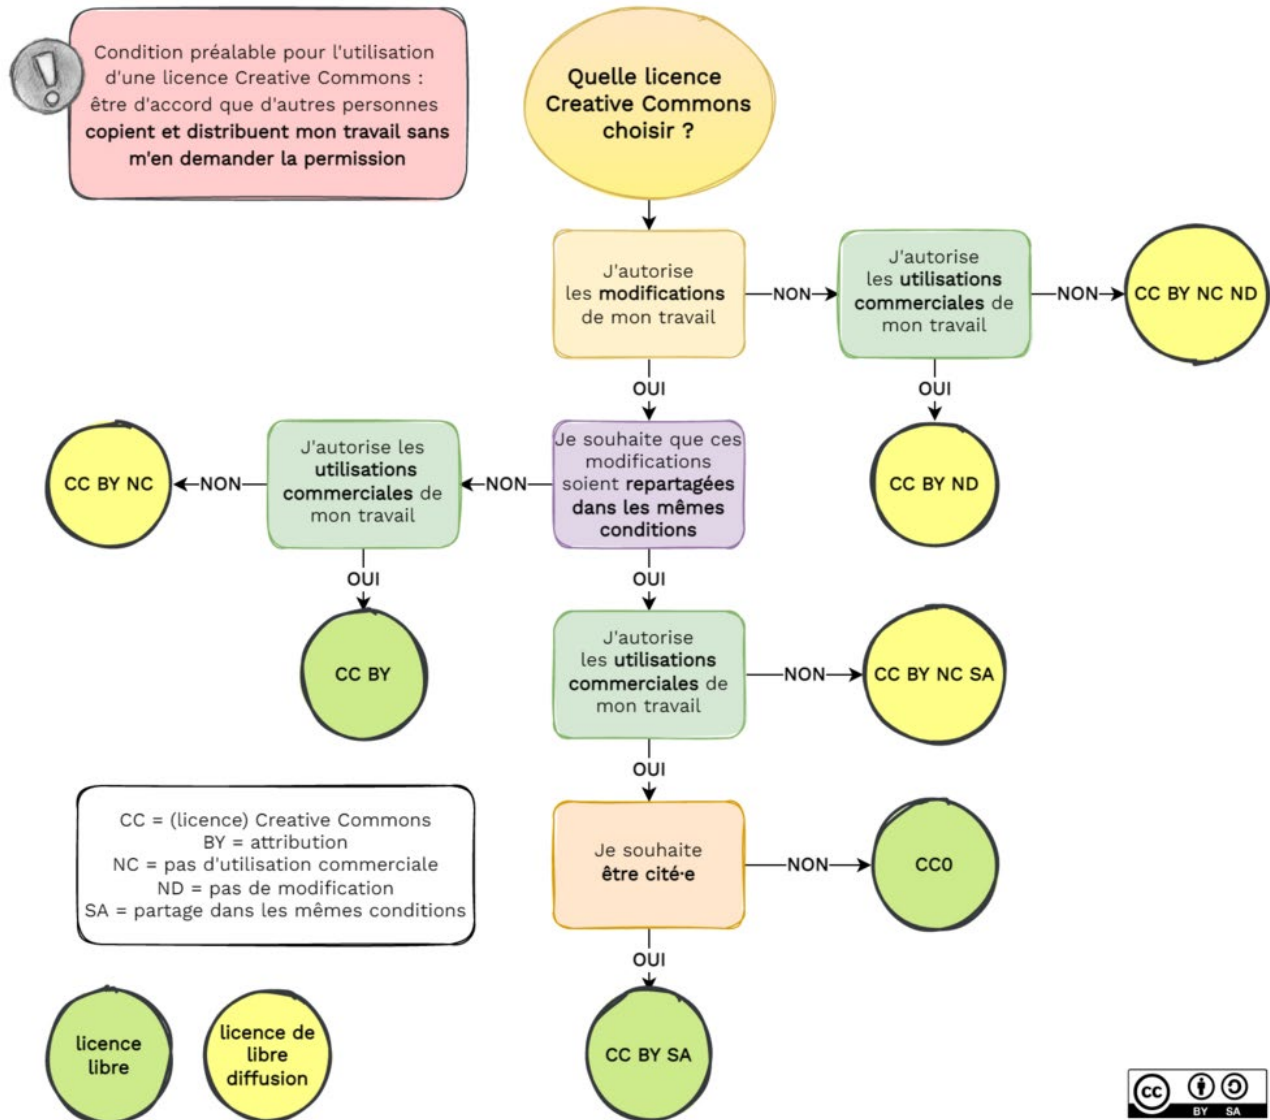 Condition préalable pour l'utilisation
d'une licence Creative Commons :
être d'accord que d'autres personnes
copient et distribuent mon travail sans
m'en demander la permission
Quelle licence
Creative Commons
choisir ?
J'autorise
les modifications
de mon travail
NON
J'autorise
les utilisations
commerciales de
mon travail
NON
CC BY NC ND
OUI
OUI
CC BY NC
NON
J'autorise les
utilisations
commerciales de
mon travail
NON
Je souhaite que ces
modifications
soient repartagées
dans les mêmes
conditions
CC BY ND
OUI
OUI
CC BY
J'autorise
les utilisations
commerciales de
mon travail
NON
CC BY NC SA
OUI
CC = (licence) Creative Commons
BY = attribution
NC = pas d'utilisation commerciale
ND = pas de modification
SA = partage dans les mêmes conditions
Je souhaite
être cité·e
NON
CC0
OUI
licence
libre
licence de
libre
diffusion
CC BY SA
cc
BY SA